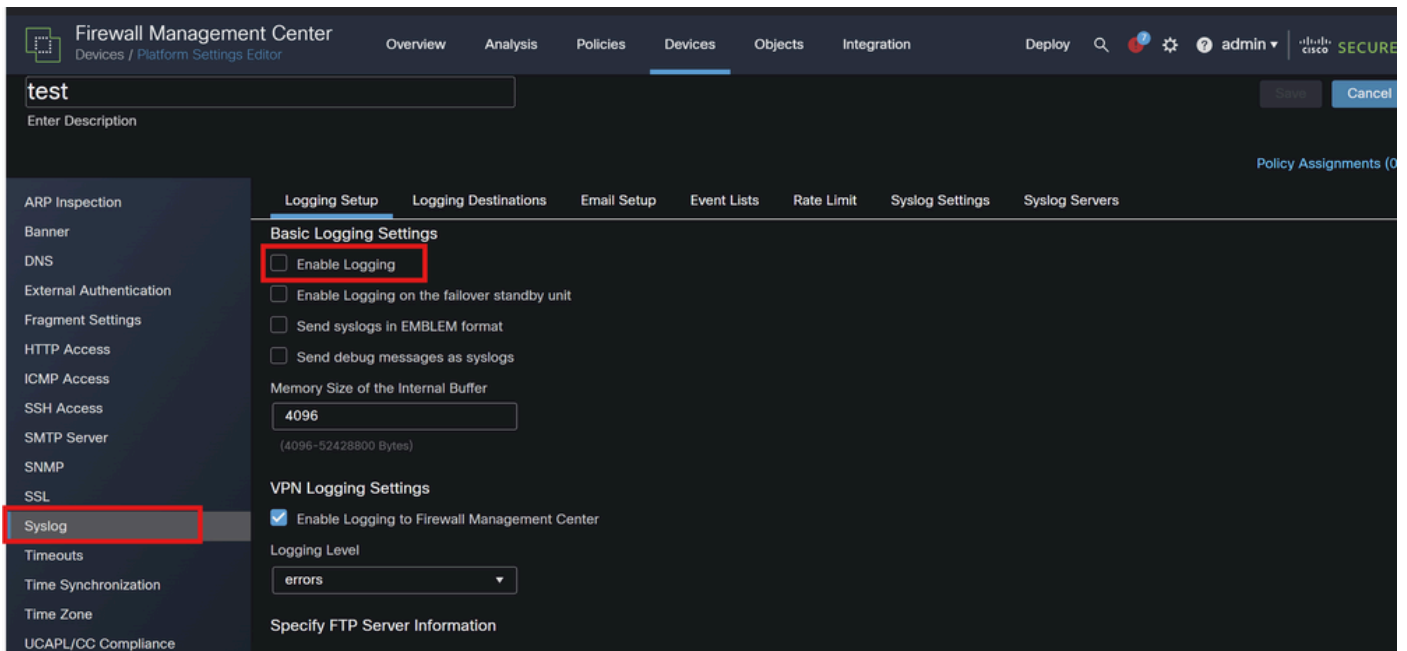 Firewall Management Center
Devices / Platform Settings Editor
Overview Analysis Policies Devices Objects Integration Deploy 7 admin CISCO SECURE
test
Save Cancel
Enter Description
Policy Assignments (0
ARP Inspection
Banner
DNS
External Authentication
Fragment Settings
HTTP Access
ICMP Access
SSH Access
SMTP Server
SNMP
SSL
Syslog
Timeouts
Time Synchronization
Time Zone
UCAPL/CC Compliance
Logging Setup Logging Destinations Email Setup Event Lists Rate Limit Syslog Settings Syslog Servers
Basic Logging Settings
Enable Logging
Enable Logging on the failover standby unit
Send syslogs in EMBLEM format
Send debug messages as syslogs
Memory Size of the Internal Buffer
4096
(4096-52428800 Bytes)
VPN Logging Settings
Enable Logging to Firewall Management Center
Logging Level
errors
Specify FTP Server Information